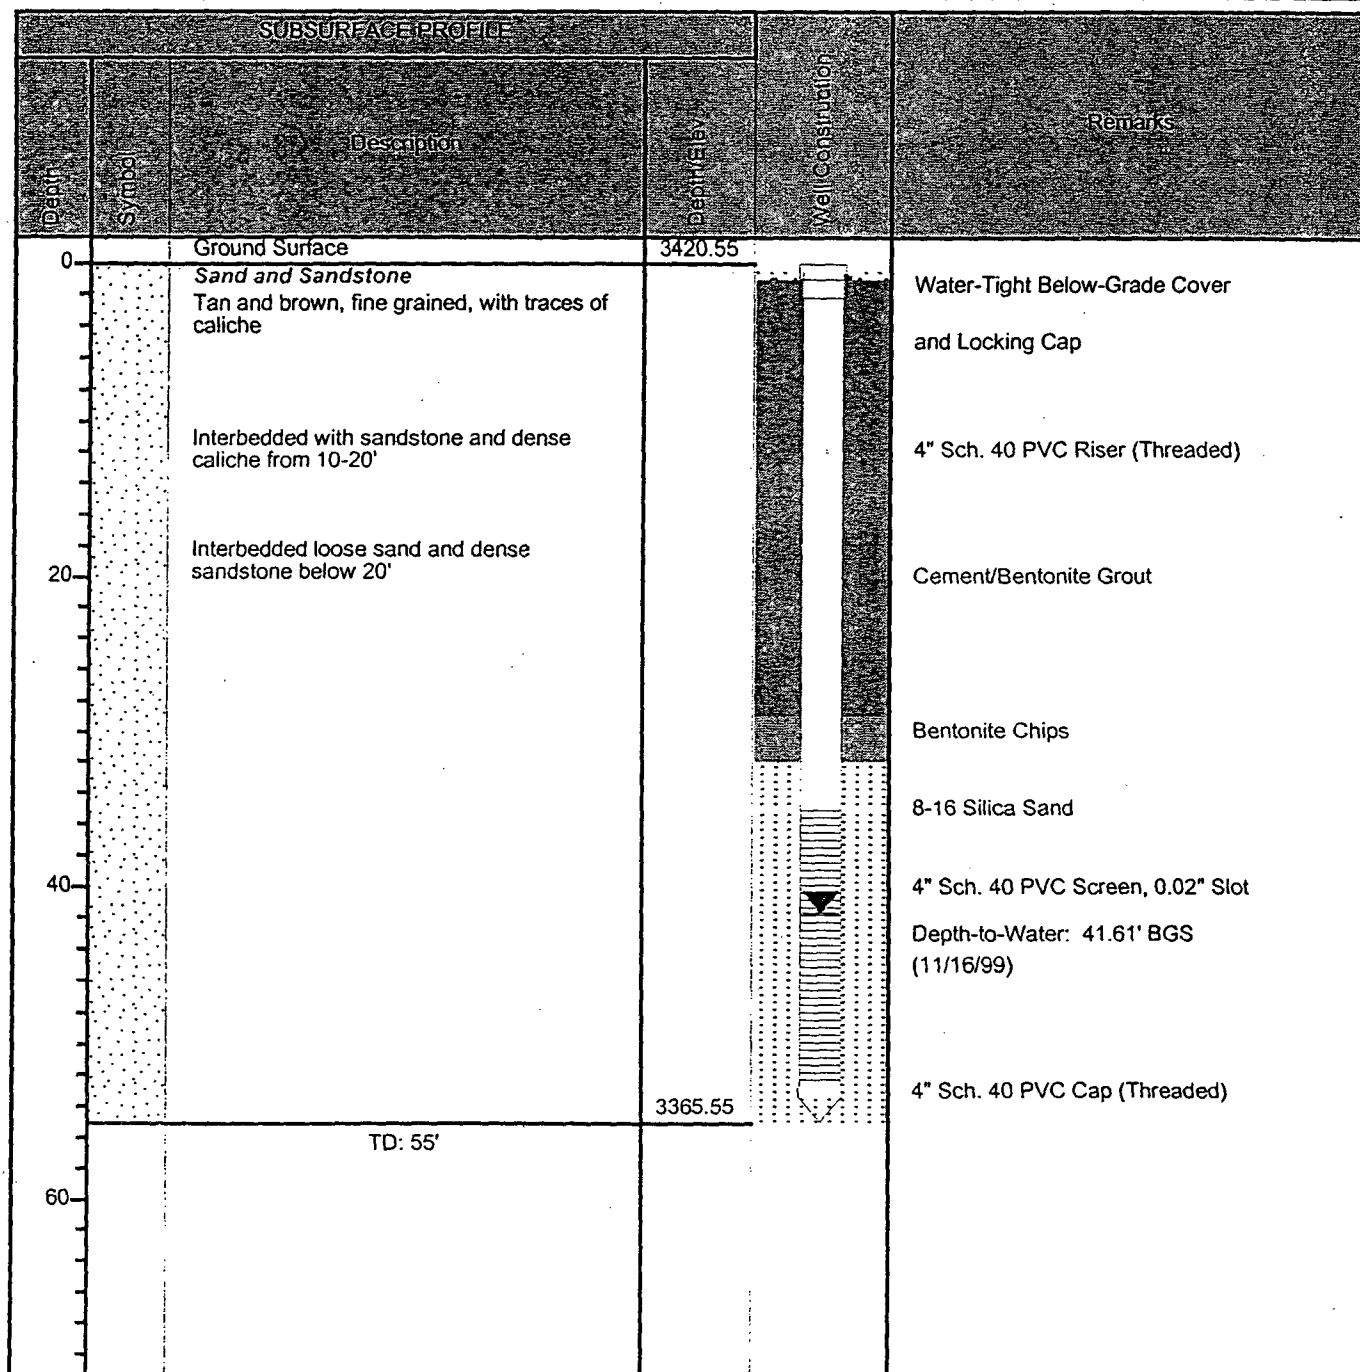 SUBSURFACE PROFILE
Depth
Symbol
Description
Depth/Elev
Well Construction
Remarks
Ground Surface
3420.55
0
Sand and Sandstone
Tan and brown, fine grained, with traces of
caliche
Water-Tight Below-Grade Cover
and Locking Cap
Interbedded with sandstone and dense
caliche from 10-20'
4" Sch. 40 PVC Riser (Threaded)
Interbedded loose sand and dense
sandstone below 20'
20
Cement/Bentonite Grout
Bentonite Chips
8-16 Silica Sand
40
4" Sch. 40 PVC Screen, 0.02" Slot
Depth-to-Water: 41.61' BGS
(11/16/99)
4" Sch. 40 PVC Cap (Threaded)
3365.55
TD: 55'
60